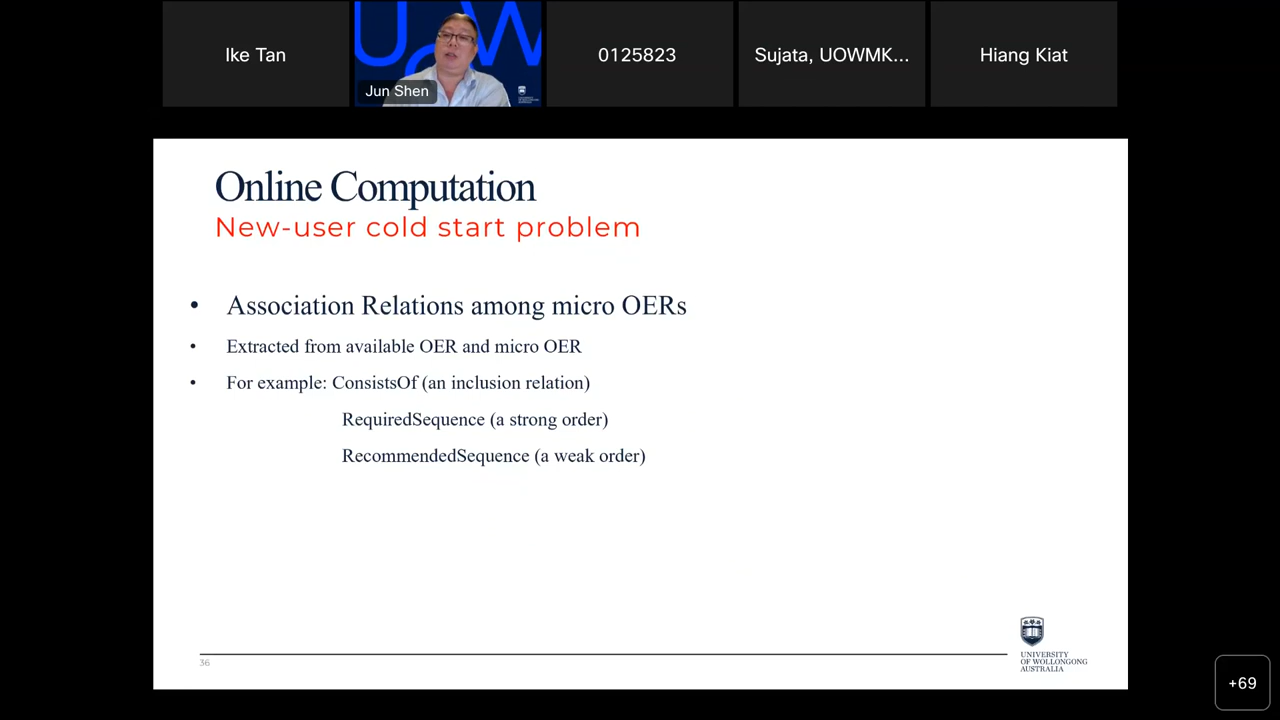 Ike Tan
UOW
Jun Shen
0125823
Sujata, UOWMK...
Hiang Kiat
Online Computation
New-user cold start problem
• Association Relations among micro OERs
• Extracted from available OER and micro OER
• For example: ConsistsOf (an inclusion relation)
RequiredSequence (a strong order)
RecommendedSequence (a weak order)
36
UNIVERSITY
OF WOLLONGONG
AUSTRALIA
+69